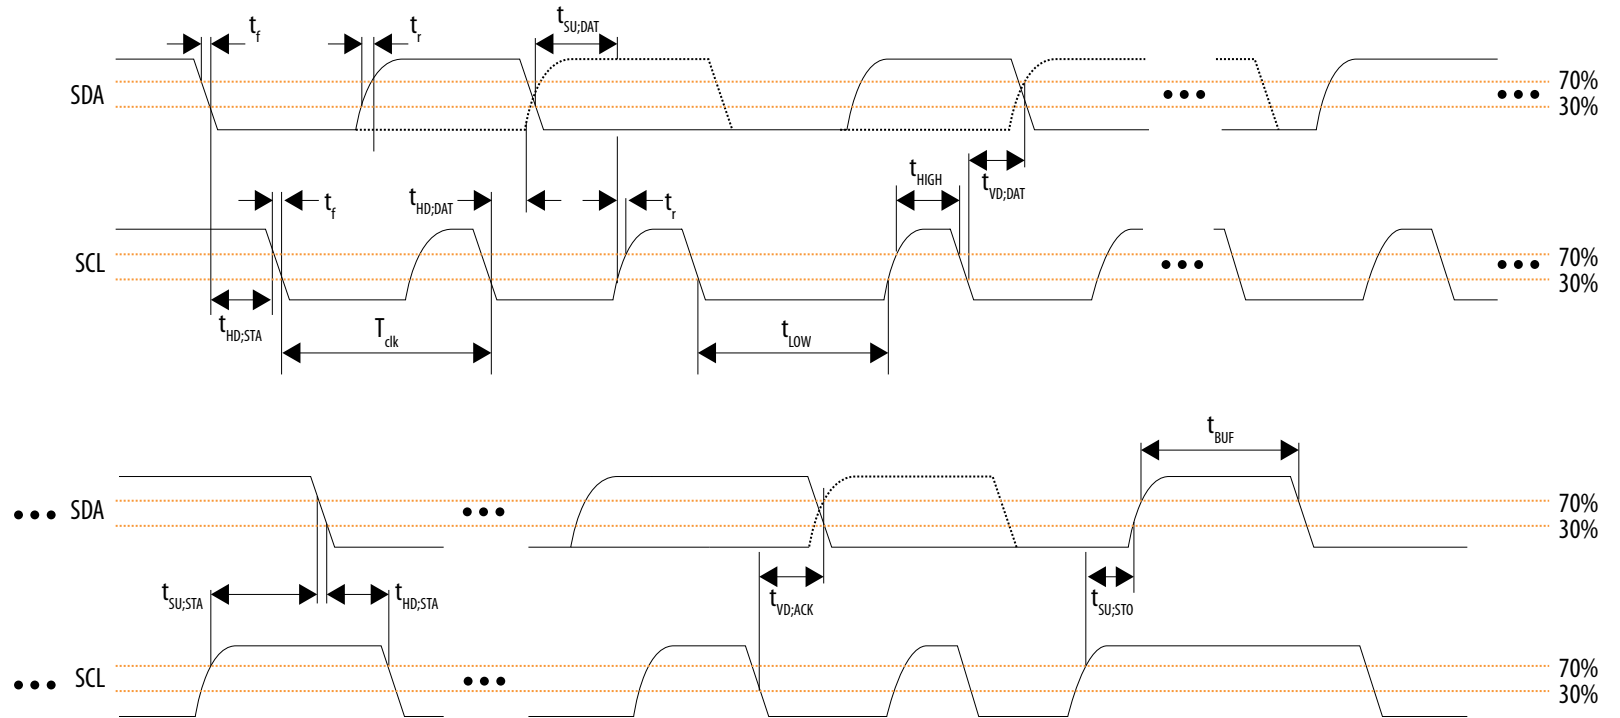 t_f
t_r
t_SU;DAT
SDA
70%
30%
t_HIGH
t_VD;DAT
t_f
t_HD;DAT
t_r
SCL
70%
30%
t_HD;STA
T_clk
t_LOW
t_BUF
SDA
70%
30%
t_SU;STA
t_HD;STA
t_VD;ACK
t_SU;STO
SCL
70%
30%